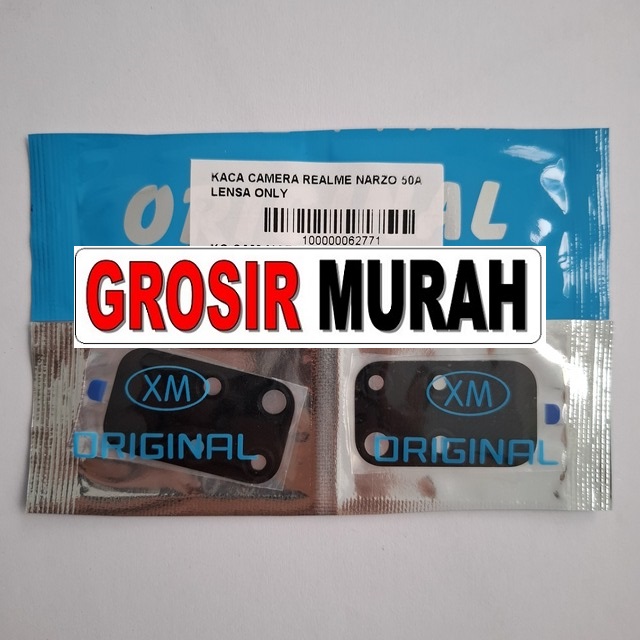 KACA CAMERA REALME NARZO 50A
LENSA ONLY
100000062771
GROSIR MURAH
XM
ORIGINAL
XM
ORIGINAL